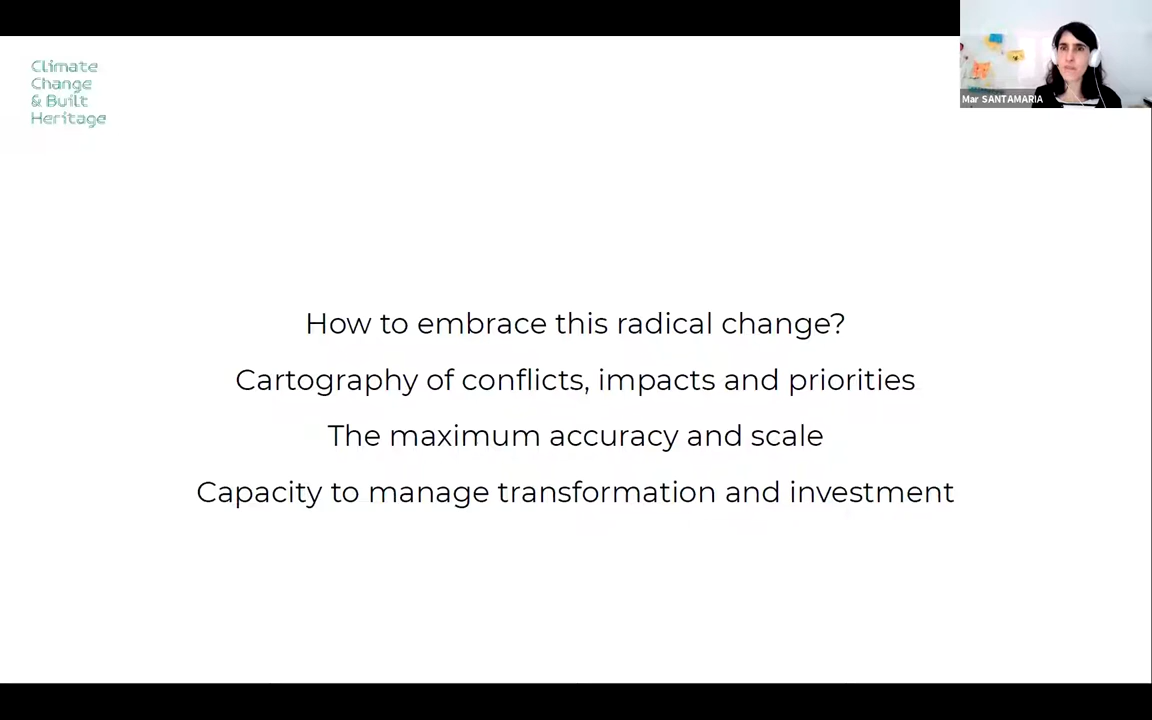 Climate
Change
& Built
Heritage
Mar SANTAMARIA
How to embrace this radical change?
Cartography of conflicts, impacts and priorities
The maximum accuracy and scale
Capacity to manage transformation and investment